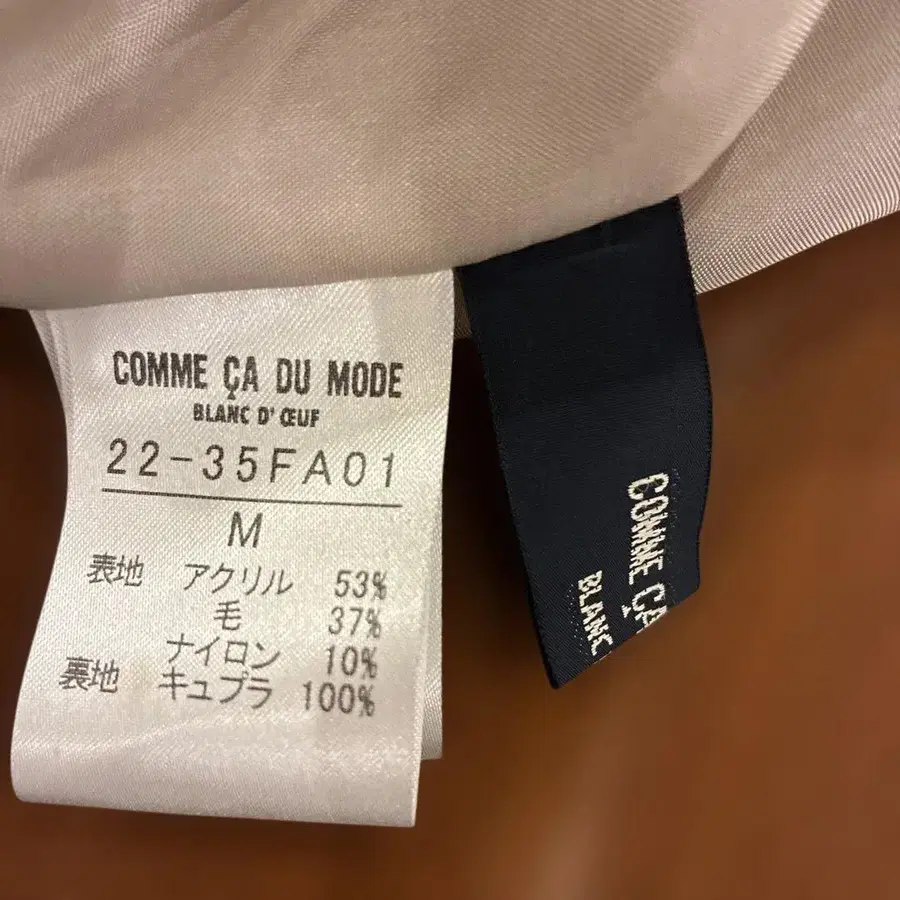 COMME ÇA DU MODE
BLANC D'ŒUF
22-35FA01
M
表地 アクリル 53%
毛 37%
ナイロン 10%
裏地 キュプラ 100%
COMME ÇA
BLANC